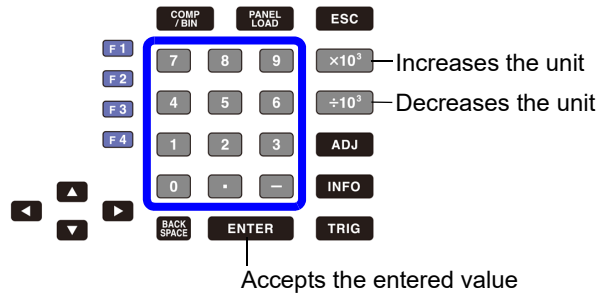 COMP
/ BIN
PANEL
LOAD
ESC
F 1
7 8 9
×10³
Increases the unit
F 2
4 5 6
÷10³
Decreases the unit
F 3
F 4
1 2 3
ADJ
0 . −
INFO
BACK
SPACE
ENTER
TRIG
Accepts the entered value